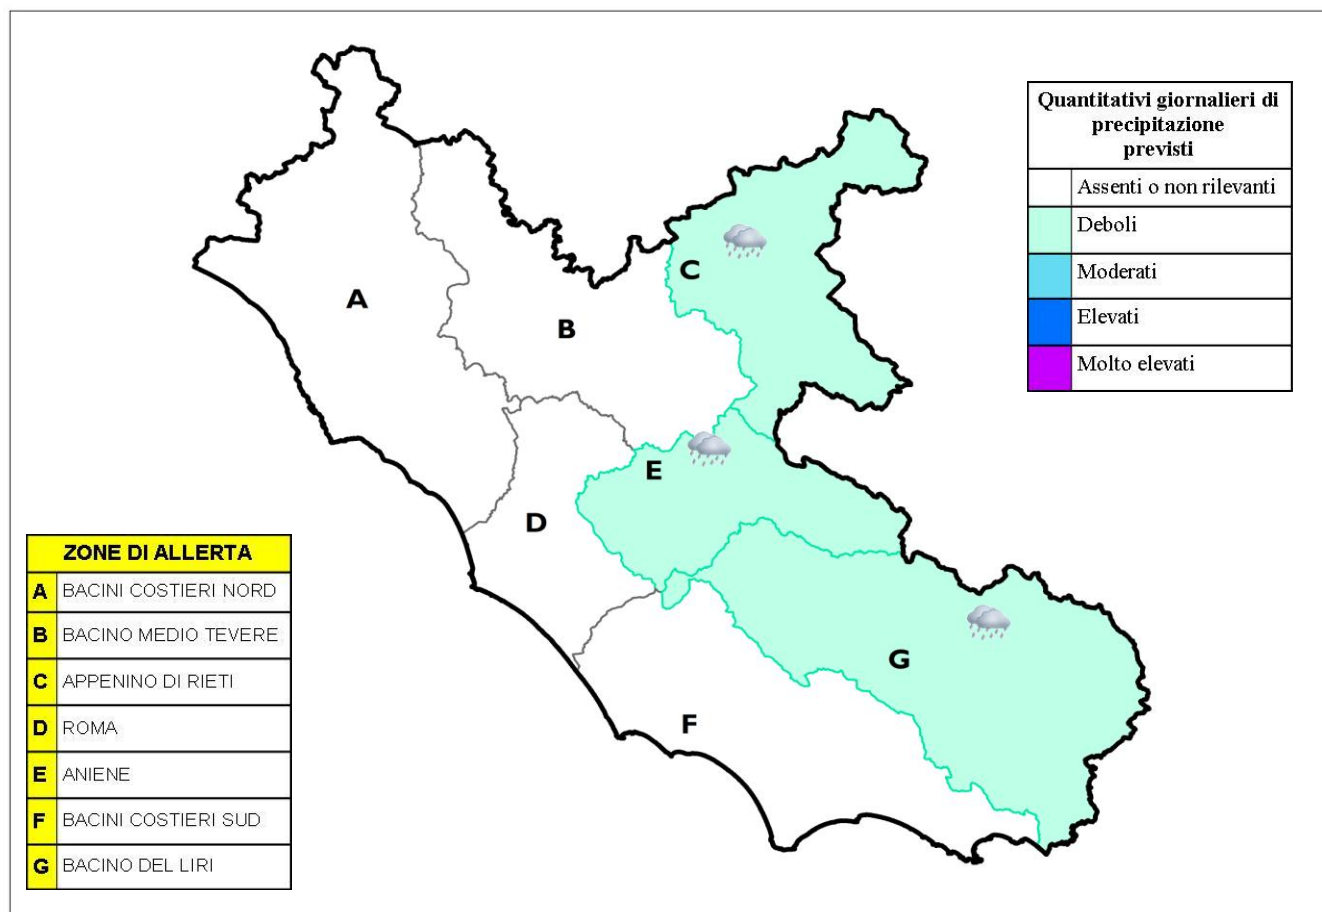 Quantitativi giornalieri di
precipitazione
previsti
Assenti o non rilevanti
Deboli
Moderati
Elevati
Molto elevati
C
A
B
E
D
G
F
ZONE DI ALLERTA
A BACINI COSTIERI NORD
B BACINO MEDIO TEVERE
C APPENINO DI RIETI
D ROMA
E ANIENE
F BACINI COSTIERI SUD
G BACINO DEL LIRI